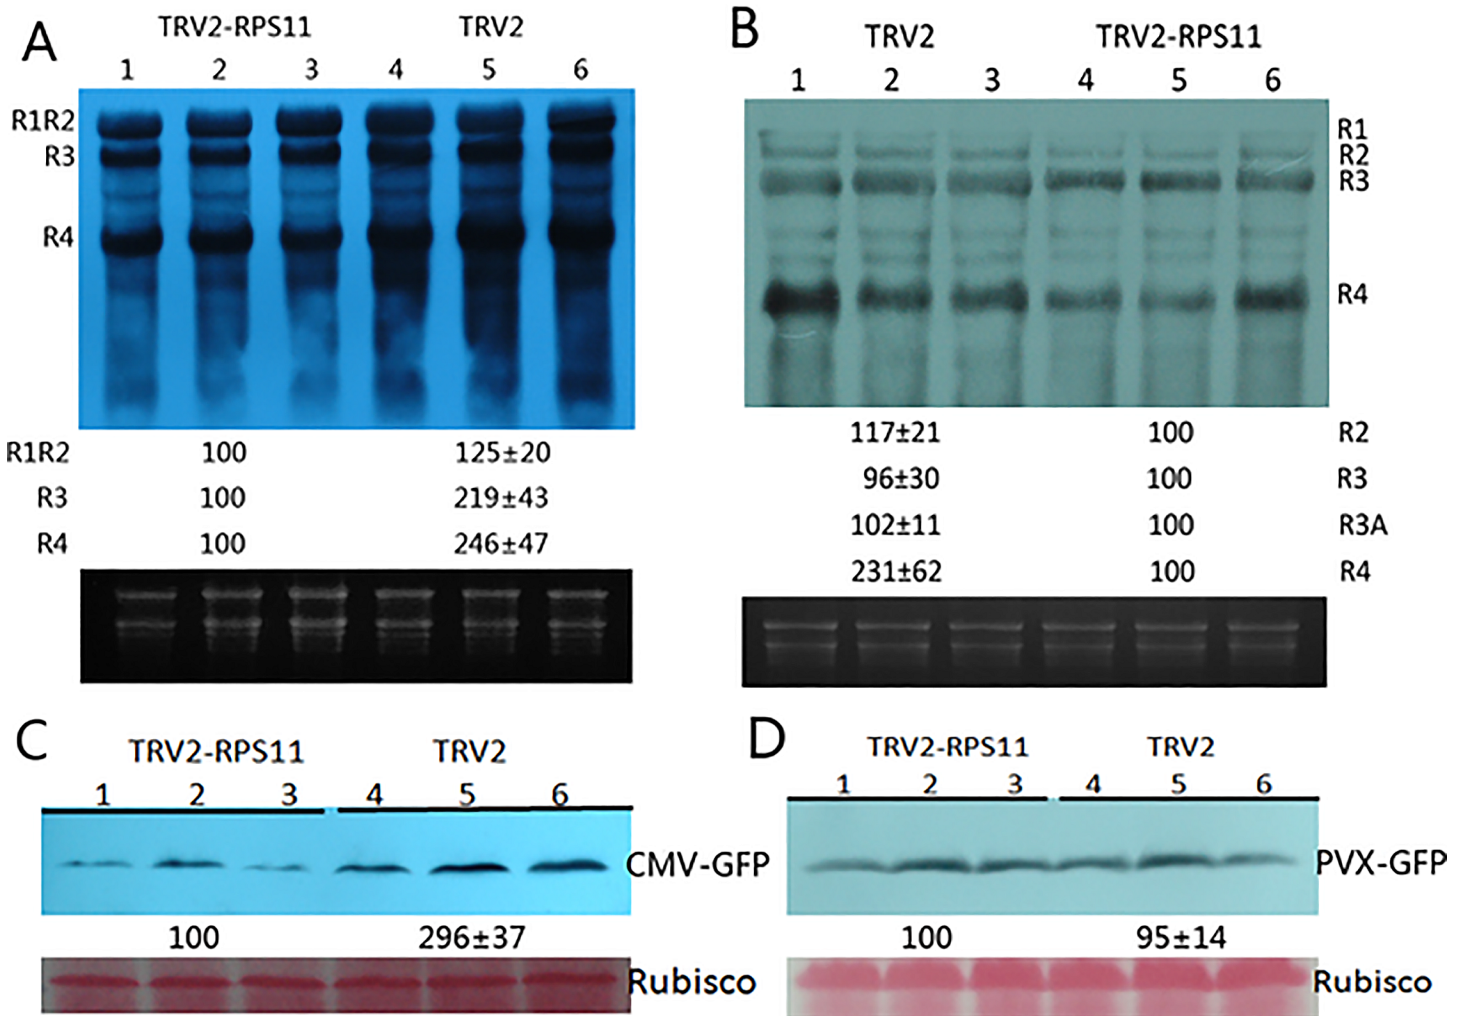 A
TRV2-RPS11 TRV2
1 2 3 4 5 6
R1R2
R3
R4
R1R2 100 125±20
R3 100 219±43
R4 100 246±47
B
TRV2 TRV2-RPS11
1 2 3 4 5 6
R1
R2
R3
R4
117±21 100 R2
96±30 100 R3
102±11 100 R3A
231±62 100 R4
C
TRV2-RPS11 TRV2
1 2 3 4 5 6
CMV-GFP
100 296±37
Rubisco
D
TRV2-RPS11 TRV2
1 2 3 4 5 6
PVX-GFP
100 95±14
Rubisco